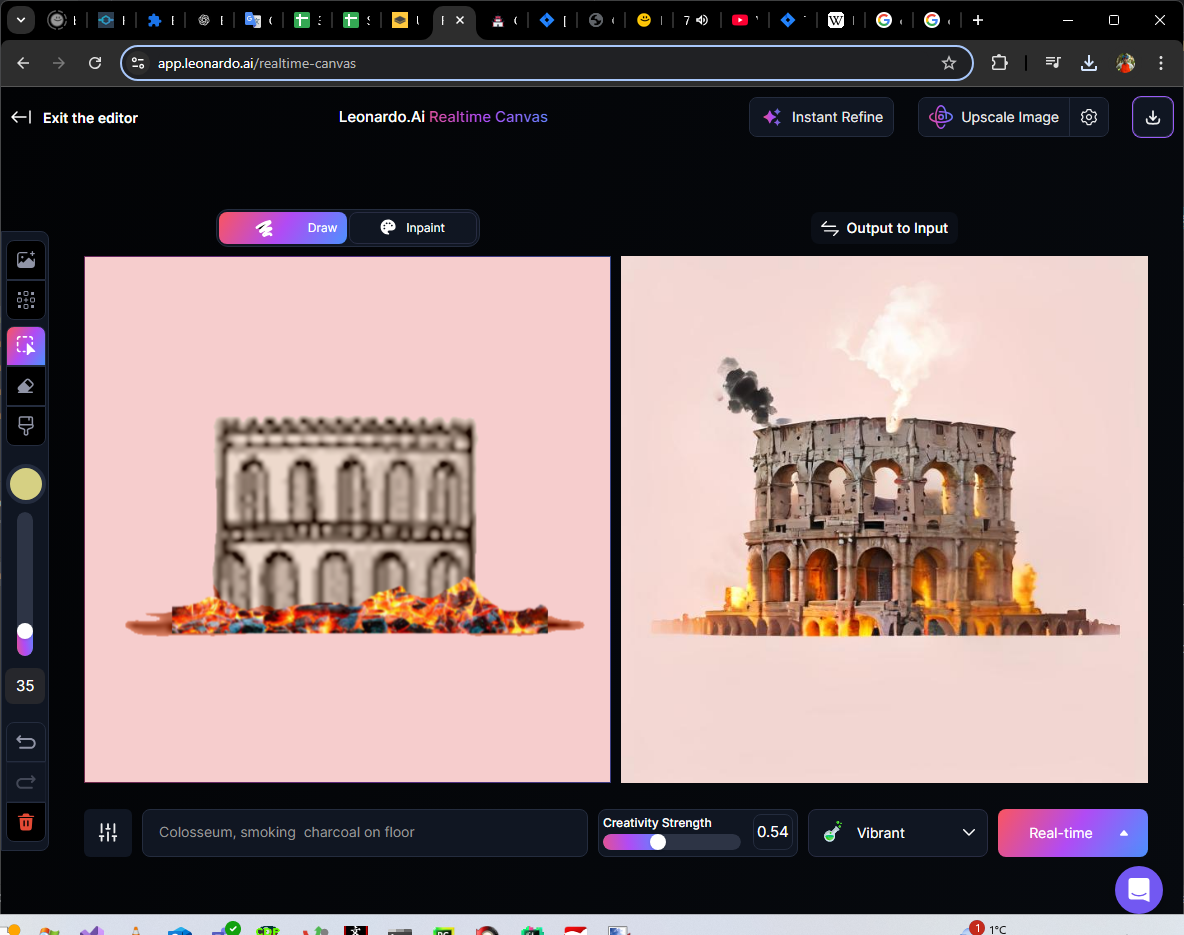 app.leonardo.ai/realtime-canvas
Exit the editor
Leonardo.Ai Realtime Canvas
Instant Refine
Upscale Image
Draw
Inpaint
Output to Input
35
Colosseum, smoking  charcoal on floor
Creativity Strength
0.54
Vibrant
Real-time
1
1°C